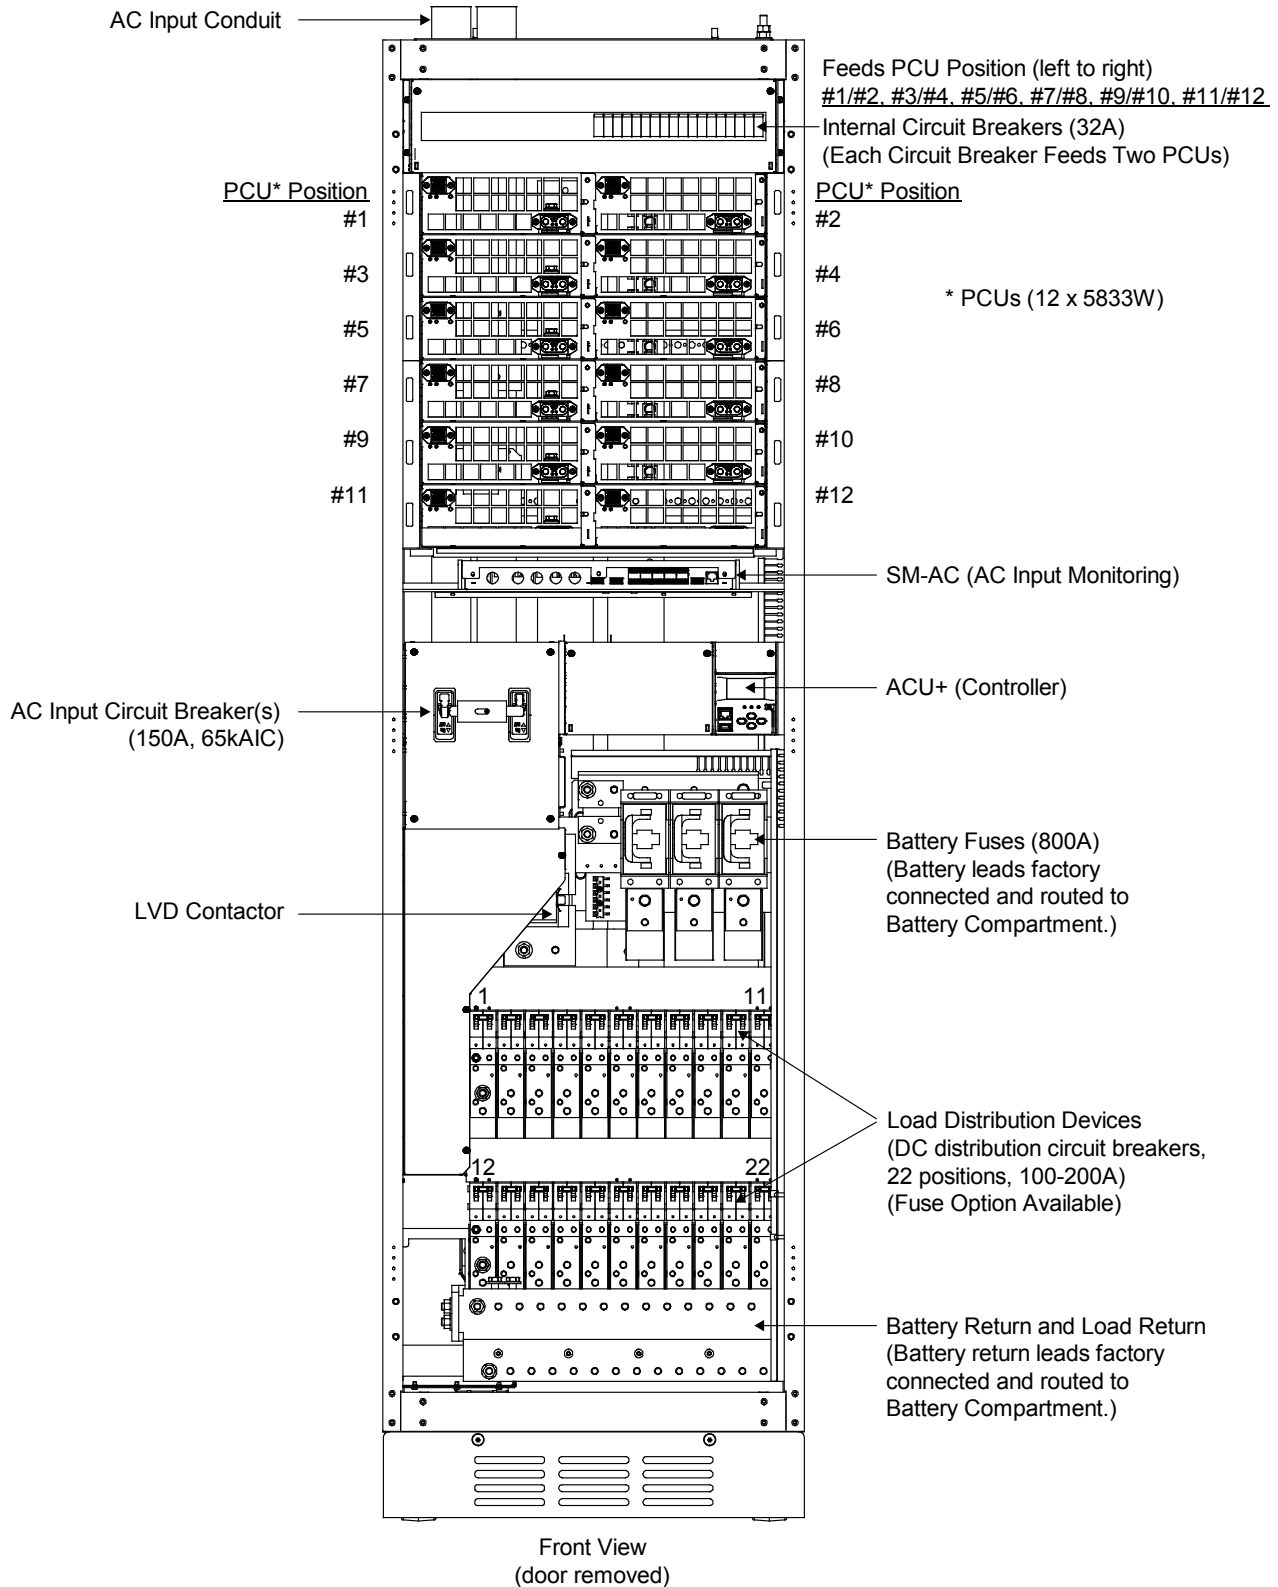 AC Input Conduit
Feeds PCU Position (left to right)
#1/#2, #3/#4, #5/#6, #7/#8, #9/#10, #11/#12
Internal Circuit Breakers (32A)
(Each Circuit Breaker Feeds Two PCUs)
PCU* Position
PCU* Position
#1
#2
#3
#4
* PCUs (12 x 5833W)
#5
#6
#7
#8
#9
#10
#11
#12
SM-AC (AC Input Monitoring)
ACU+ (Controller)
AC Input Circuit Breaker(s)
(150A, 65kAIC)
Battery Fuses (800A)
(Battery leads factory
connected and routed to
Battery Compartment.)
LVD Contactor
1
11
Load Distribution Devices
(DC distribution circuit breakers,
22 positions, 100-200A)
(Fuse Option Available)
12
22
Battery Return and Load Return
(Battery return leads factory
connected and routed to
Battery Compartment.)
Front View
(door removed)